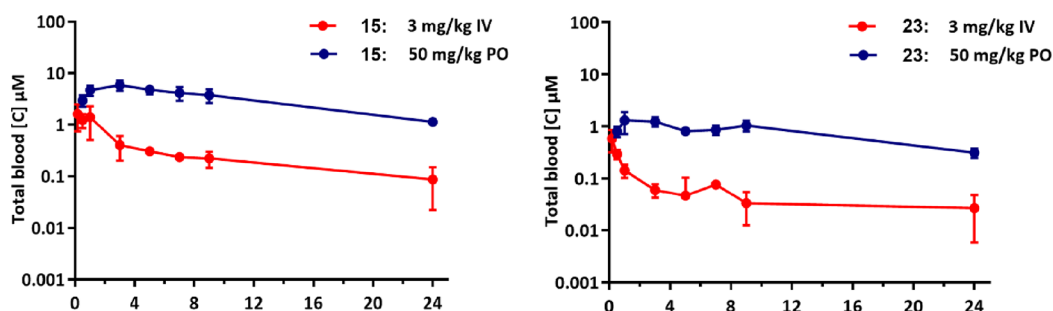 100
10
1
0.1
0.01
0.001
Total blood [C] µM
15: 3 mg/kg IV
15: 50 mg/kg PO
0 4 8 12 16 20 24
100
10
1
0.1
0.01
0.001
Total blood [C] µM
23: 3 mg/kg IV
23: 50 mg/kg PO
0 4 8 12 16 20 24